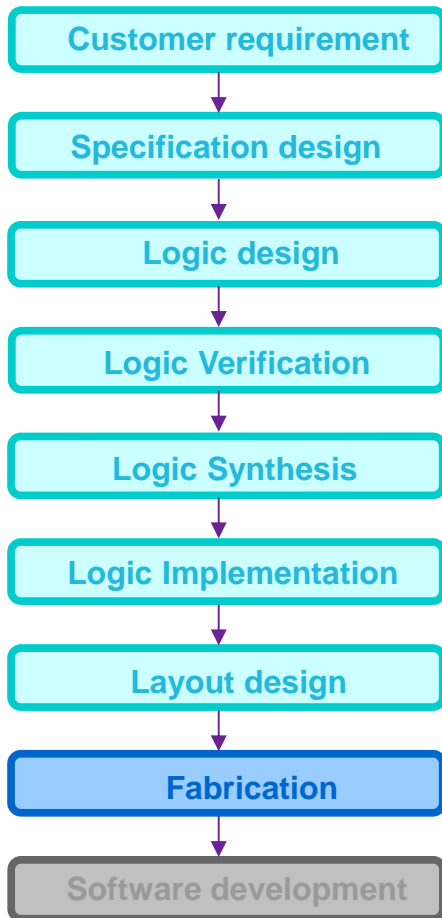 Customer requirement
Specification design
Logic design
Logic Verification
Logic Synthesis
Logic Implementation
Layout design
Fabrication
Software development